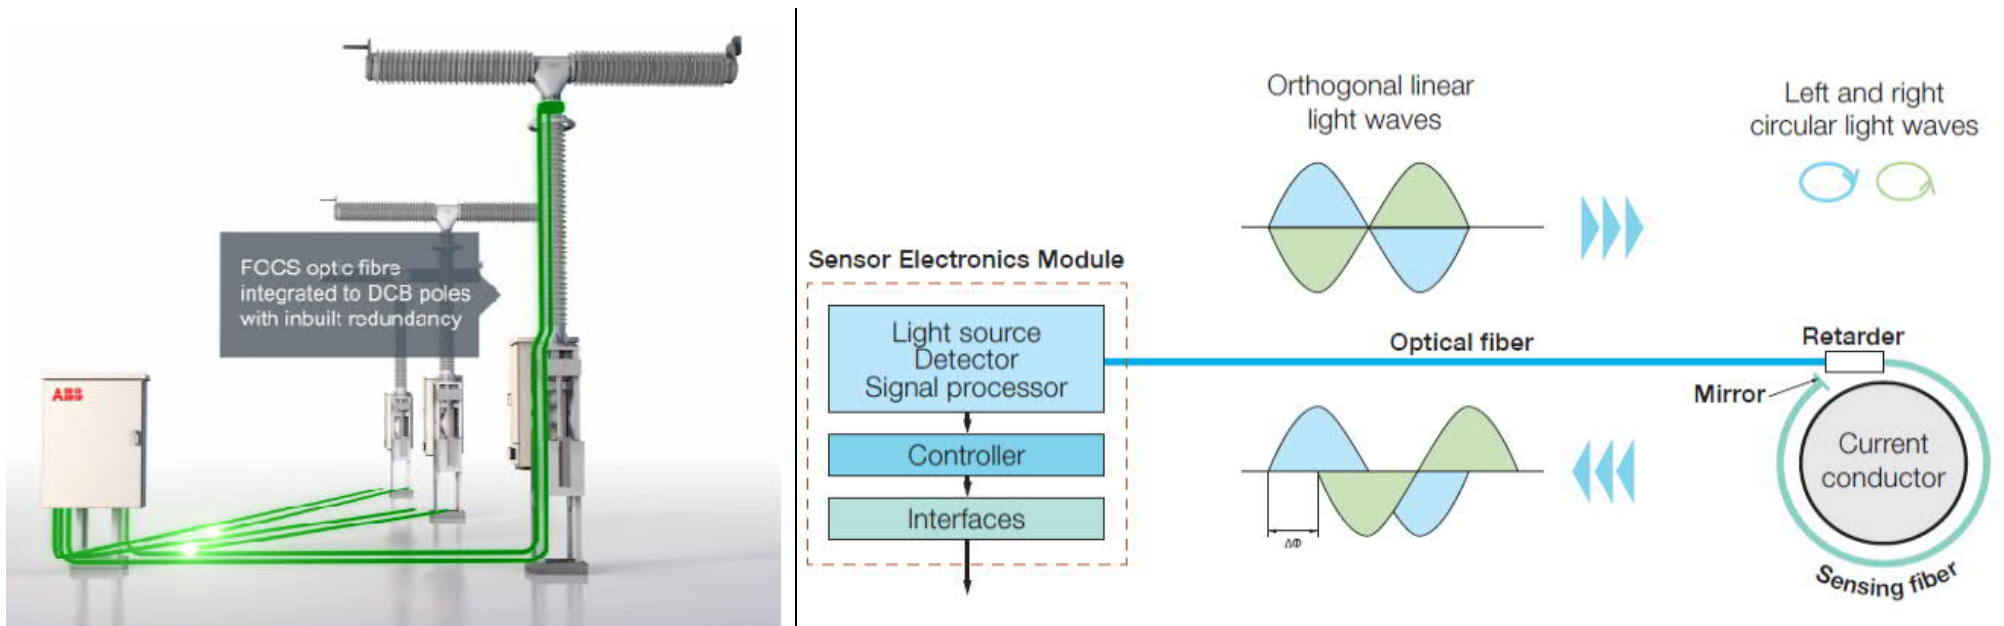 FOCS optic fibre
integrated to DCB poles
with inbuilt redundancy
ABB
Orthogonal linear
light waves
Left and right
circular light waves
Sensor Electronics Module
Light source
Detector
Signal processor
Controller
Interfaces
Optical fiber
Retarder
Mirror
Current
conductor
Sensing fiber
ΔΦ